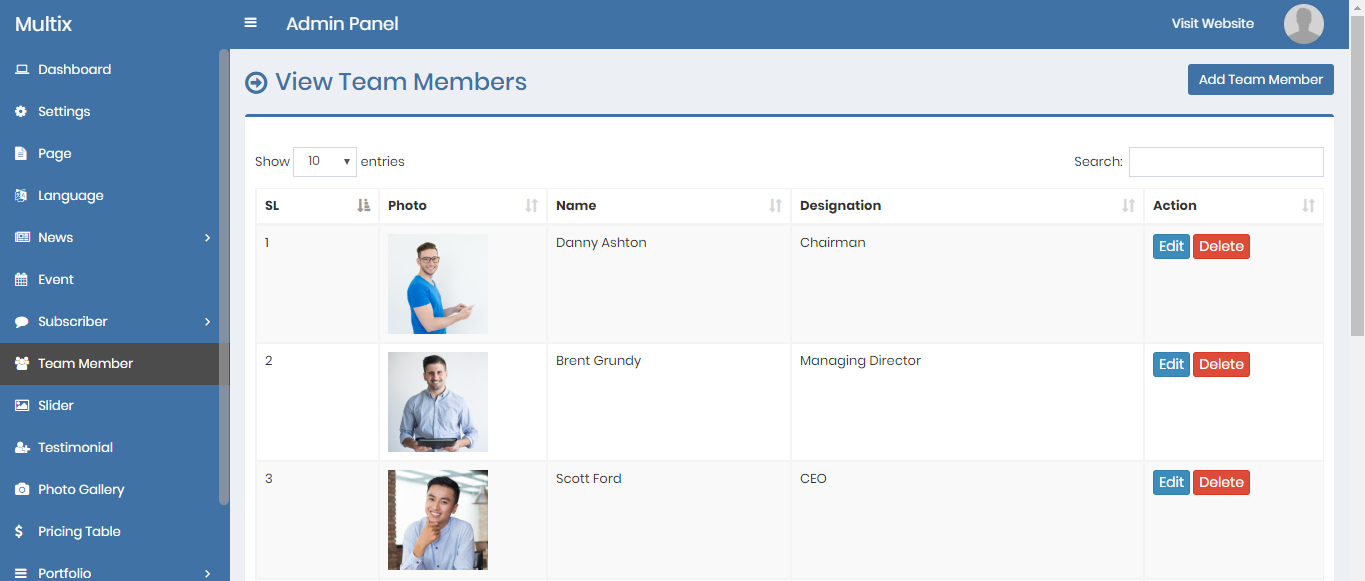 Multix
Admin Panel
Visit Website
Dashboard
Settings
Page
Language
News
Event
Subscriber
Team Member
Slider
Testimonial
Photo Gallery
Pricing Table
Portfolio
View Team Members
Add Team Member
Show 10 entries
Search:
SL Photo Name Designation Action
1 Danny Ashton Chairman Edit Delete
2 Brent Grundy Managing Director Edit Delete
3 Scott Ford CEO Edit Delete